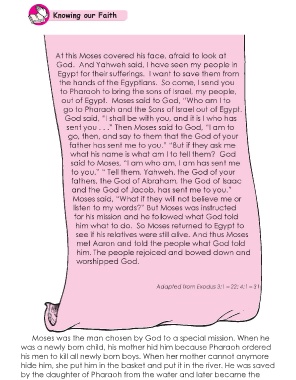 Knowing our Faith
At this Moses covered his face, afraid to look at
God. And Yahweh said, I have seen my people in
Egypt for their sufferings. I want to save them from
the hands of the Egyptians. So come, I send you
to Pharaoh to bring the sons of Israel, my people,
out of Egypt. Moses said to God, "Who am I to
go to Pharaoh and the Sons of Israel out of Egypt.
God said, "I shall be with you, and it is I who has
sent you . . ." Then Moses said to God, "I am to
go, then, and say to them that the God of your
father has sent me to you." "But if they ask me
what his name is what am I to tell them? God
said to Moses, "I am who am, I am has sent me
to you." "Tell them, Yahweh, the God of your
fathers, the God of Abraham, the God of Isaac
and the God of Jacob, has sent me to you."
Moses said, "What if they will not believe me or
listen to my words?" But Moses was instructed
for his mission and he followed what God told
him what to do. So Moses returned to Egypt to
see if his relatives were still alive. And thus Moses
met Aaron and told the people what God told
him. The people rejoiced and bowed down and
worshipped God.
Adapted from Exodus 3:1 – 22; 4:1 – 31
Moses was the man chosen by God to a special mission. When he
was a newly born child, his mother hid him because Pharaoh ordered
his men to kill all newly born boys. When her mother cannot anymore
hide him, she put him in the basket and put it in the river. He was saved
by the daughter of Pharaoh from the water and later became the